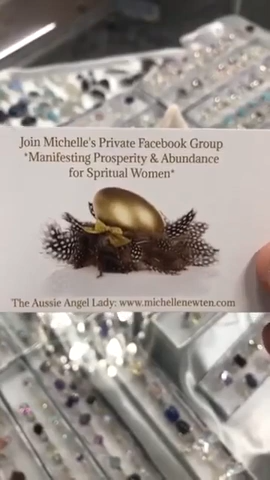 Join Michelle's Private Facebook Group
*Manifesting Prosperity & Abundance
for Spritual Women*
The Aussie Angel Lady: www.michellenewten.com